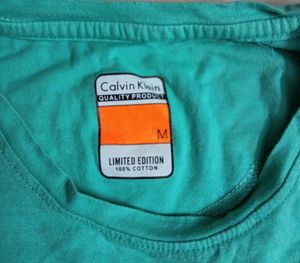 Calvin Klein
QUALITY PRODUCT
M
LIMITED EDITION
100% COTTON